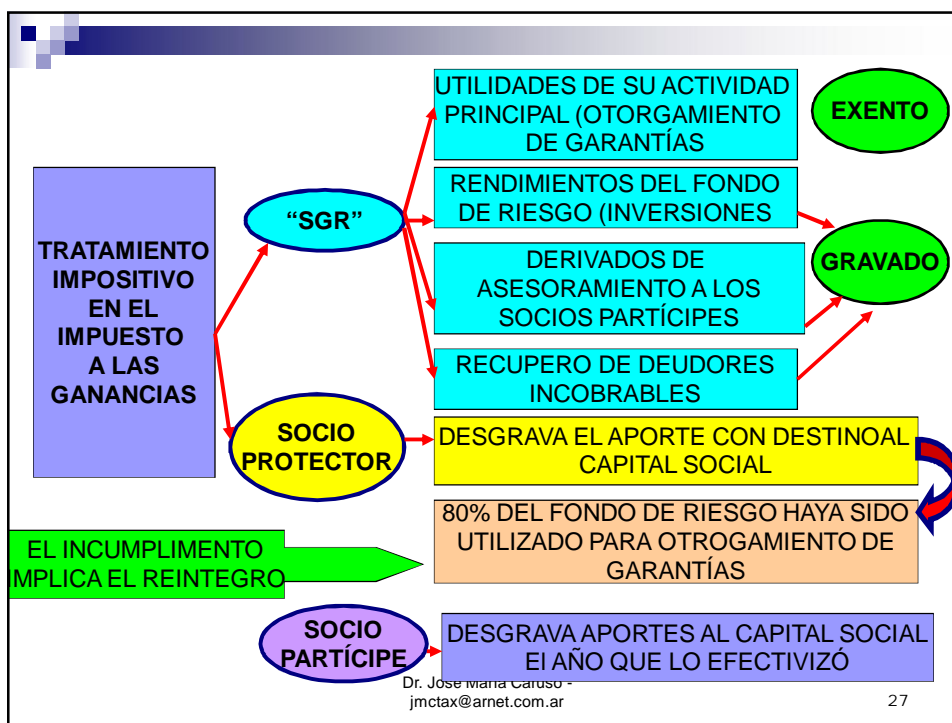 TRATAMIENTO
IMPOSITIVO
EN EL
IMPUESTO
A LAS
GANANCIAS
“SGR”
UTILIDADES DE SU ACTIVIDAD
PRINCIPAL (OTORGAMIENTO
DE GARANTÍAS
EXENTO
RENDIMIENTOS DEL FONDO
DE RIESGO (INVERSIONES
DERIVADOS DE
ASESORAMIENTO A LOS
SOCIOS PARTÍCIPES
GRAVADO
RECUPERO DE DEUDORES
INCOBRABLES
SOCIO
PROTECTOR
DESGRAVA EL APORTE CON DESTINOAL
CAPITAL SOCIAL
80% DEL FONDO DE RIESGO HAYA SIDO
UTILIZADO PARA OTROGAMIENTO DE
GARANTÍAS
EL INCUMPLIMENTO
IMPLICA EL REINTEGRO
SOCIO
PARTÍCIPE
DESGRAVA APORTES AL CAPITAL SOCIAL
El AÑO QUE LO EFECTIVIZÓ
Dr. José María Caruso -
jmctax@arnet.com.ar
27